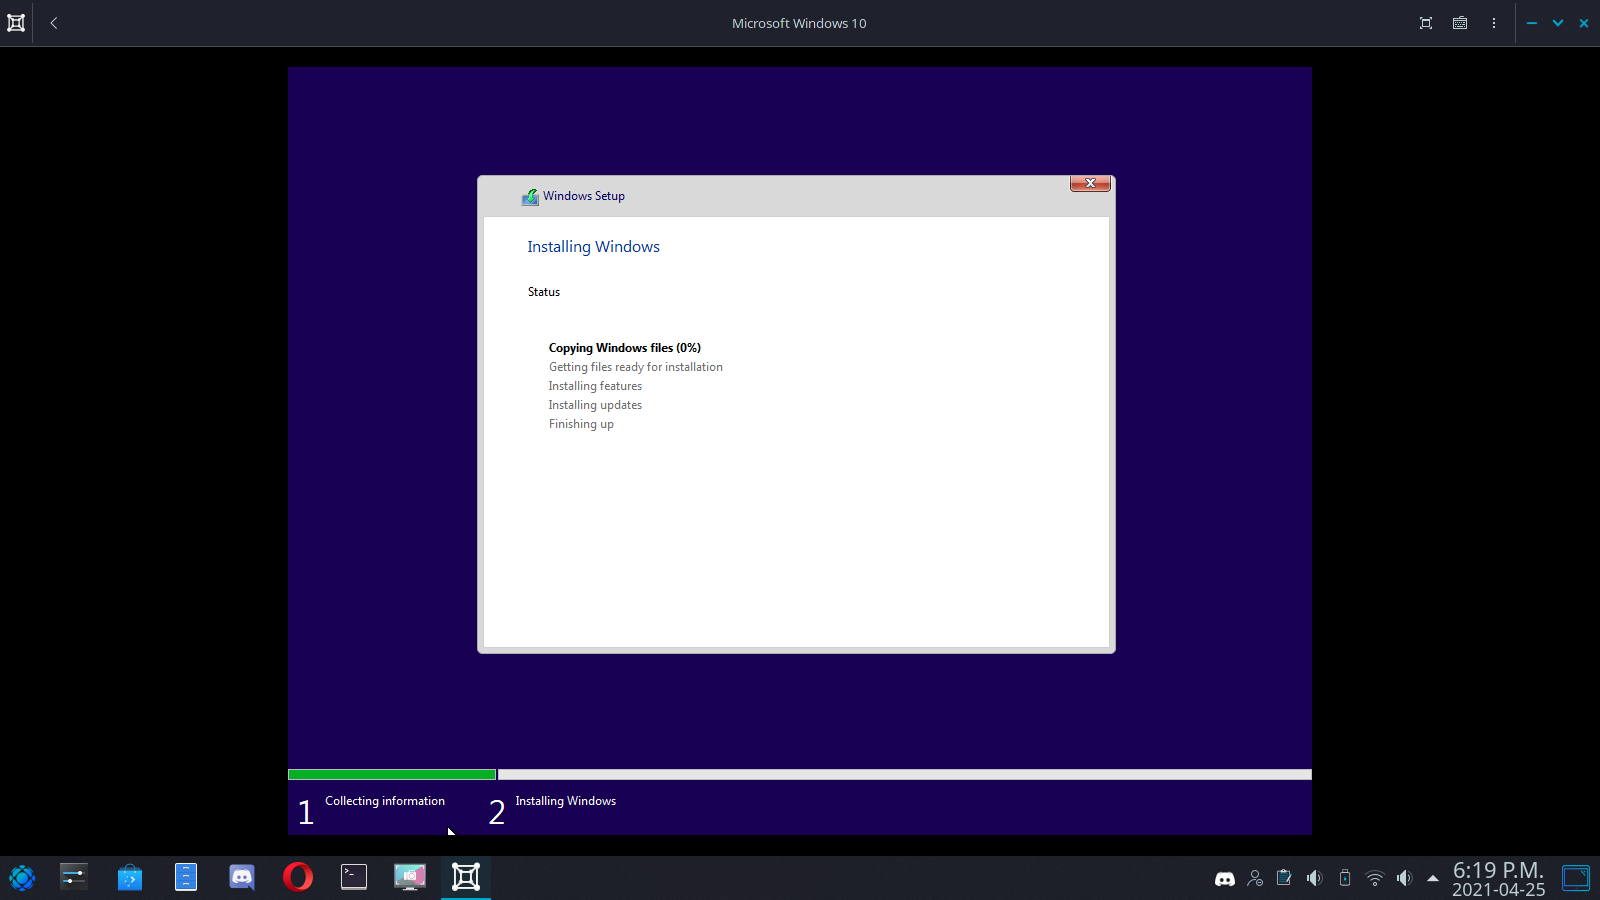 Microsoft Windows 10
Windows Setup
Installing Windows
Status
Copying Windows files (0%)
Getting files ready for installation
Installing features
Installing updates
Finishing up
1 Collecting information
2 Installing Windows
6:19 P.M.
2021-04-25